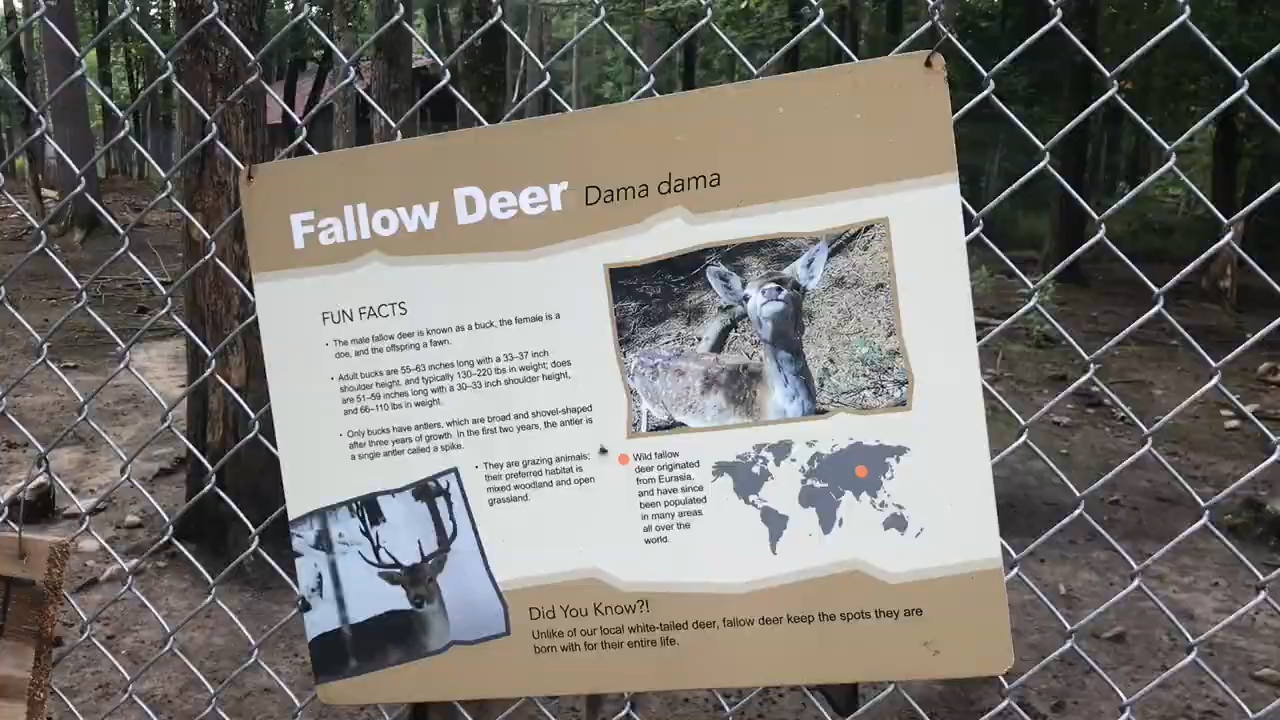 Fallow Deer Dama dama
FUN FACTS
• The male fallow deer is known as a buck, the female is a
doe, and the offspring a fawn.
• Adult bucks are 55–63 inches long with a 33–37 inch
shoulder height, and typically 130–220 lbs in weight; does
are 51–59 inches long with a 30–33 inch shoulder height,
and 66–110 lbs in weight.
• Only bucks have antlers, which are broad and shovel-shaped
after three years of growth. In the first two years, the antler is
a single antler called a spike.
• They are grazing animals;
their preferred habitat is
mixed woodland and open
grassland.
Wild fallow
deer originated
from Eurasia,
and have since
been populated
in many areas
all over the
world.
Did You Know?!
Unlike of our local white-tailed deer, fallow deer keep the spots they are
born with for their entire life.